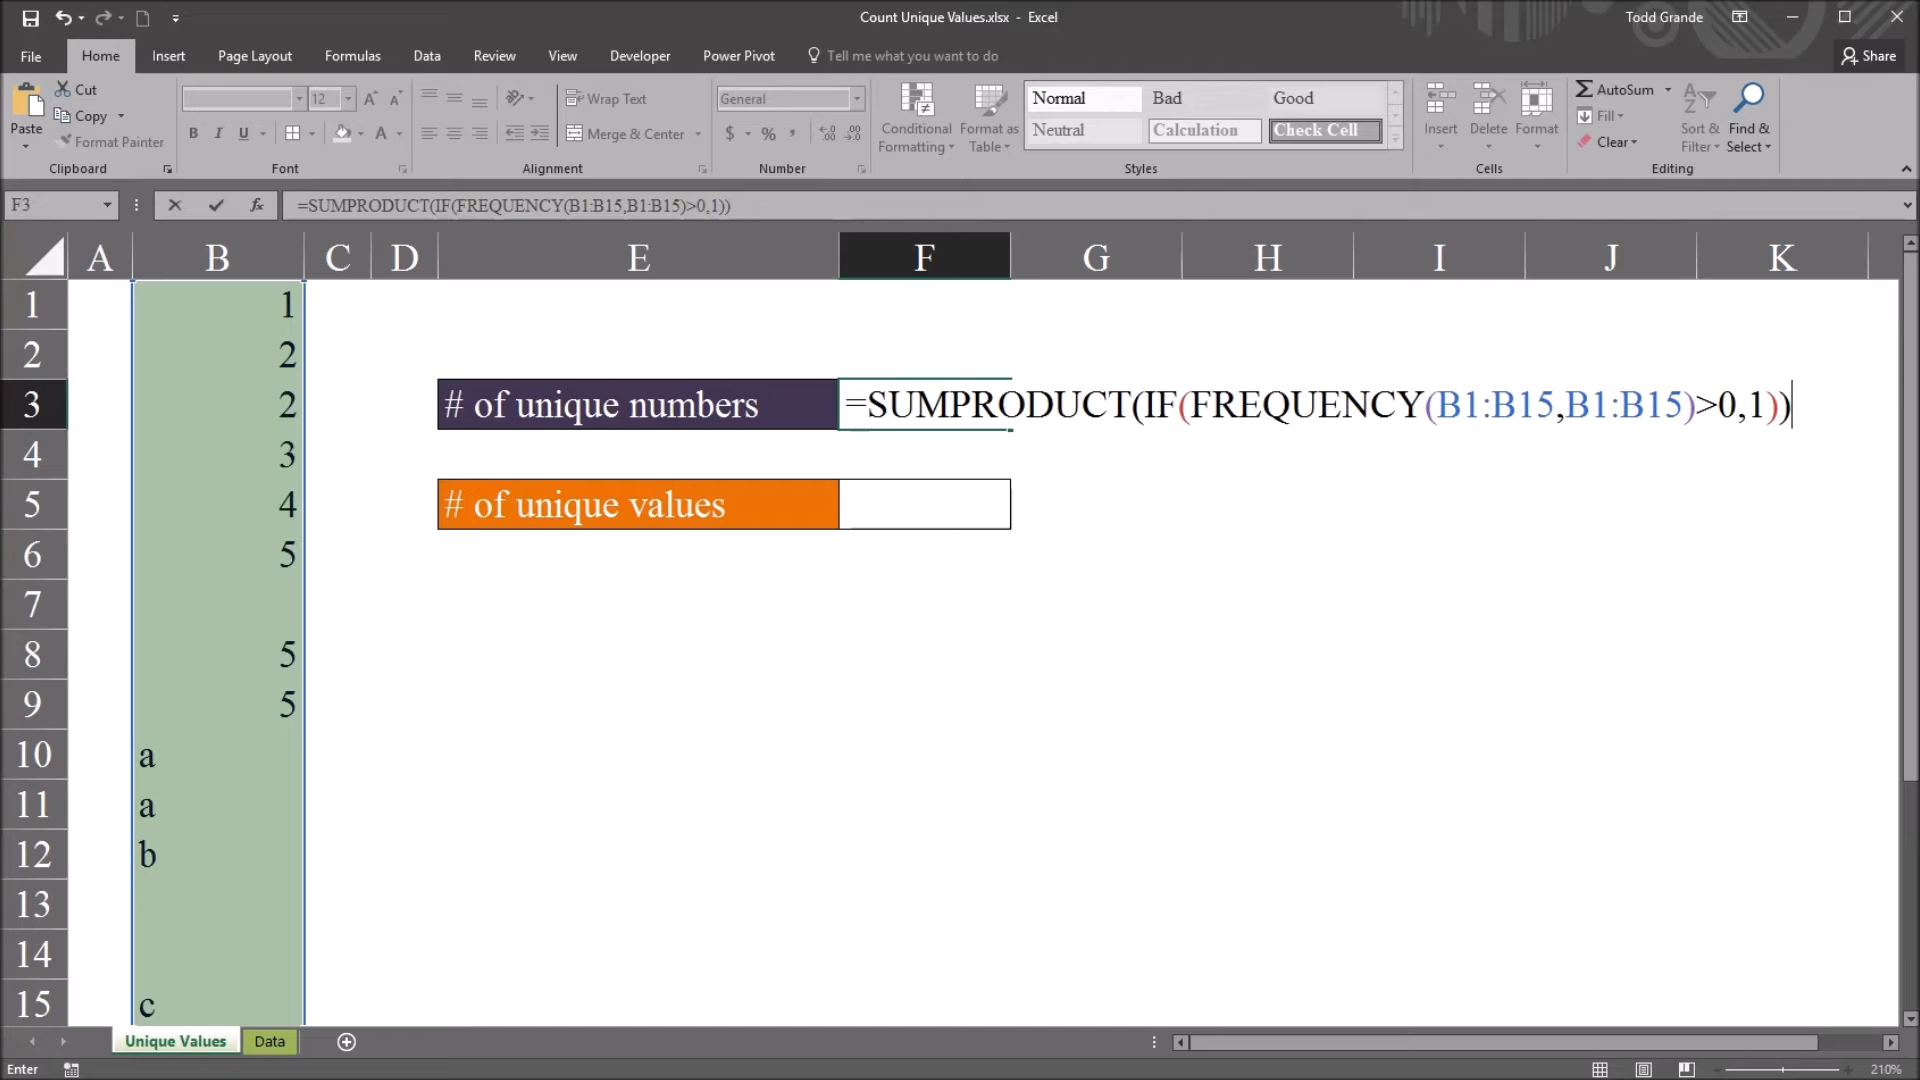 Count Unique Values.xlsx - Excel
Todd Grande
File Home Insert Page Layout Formulas Data Review View Developer Power Pivot Tell me what you want to do Share
Paste
Cut
Copy
Format Painter
Clipboard
12
B I U A
Font
Wrap Text
Merge & Center
Alignment
General
$ % ,
Number
Conditional Formatting
Format as Table
Normal Bad Good
Neutral Calculation Check Cell
Styles
Insert Delete Format
Cells
AutoSum
Fill
Clear
Sort & Filter
Find & Select
Editing
F3 fx =SUMPRODUCT(IF(FREQUENCY(B1:B15,B1:B15)>0,1))
A B C D E F G H I J K
1 1
2 2
3 2 # of unique numbers =SUMPRODUCT(IF(FREQUENCY(B1:B15,B1:B15)>0,1))
4 3
5 4 # of unique values
6 5
7
8 5
9 5
10 a
11 a
12 b
13
14
15 c
Unique Values Data
Enter 210%